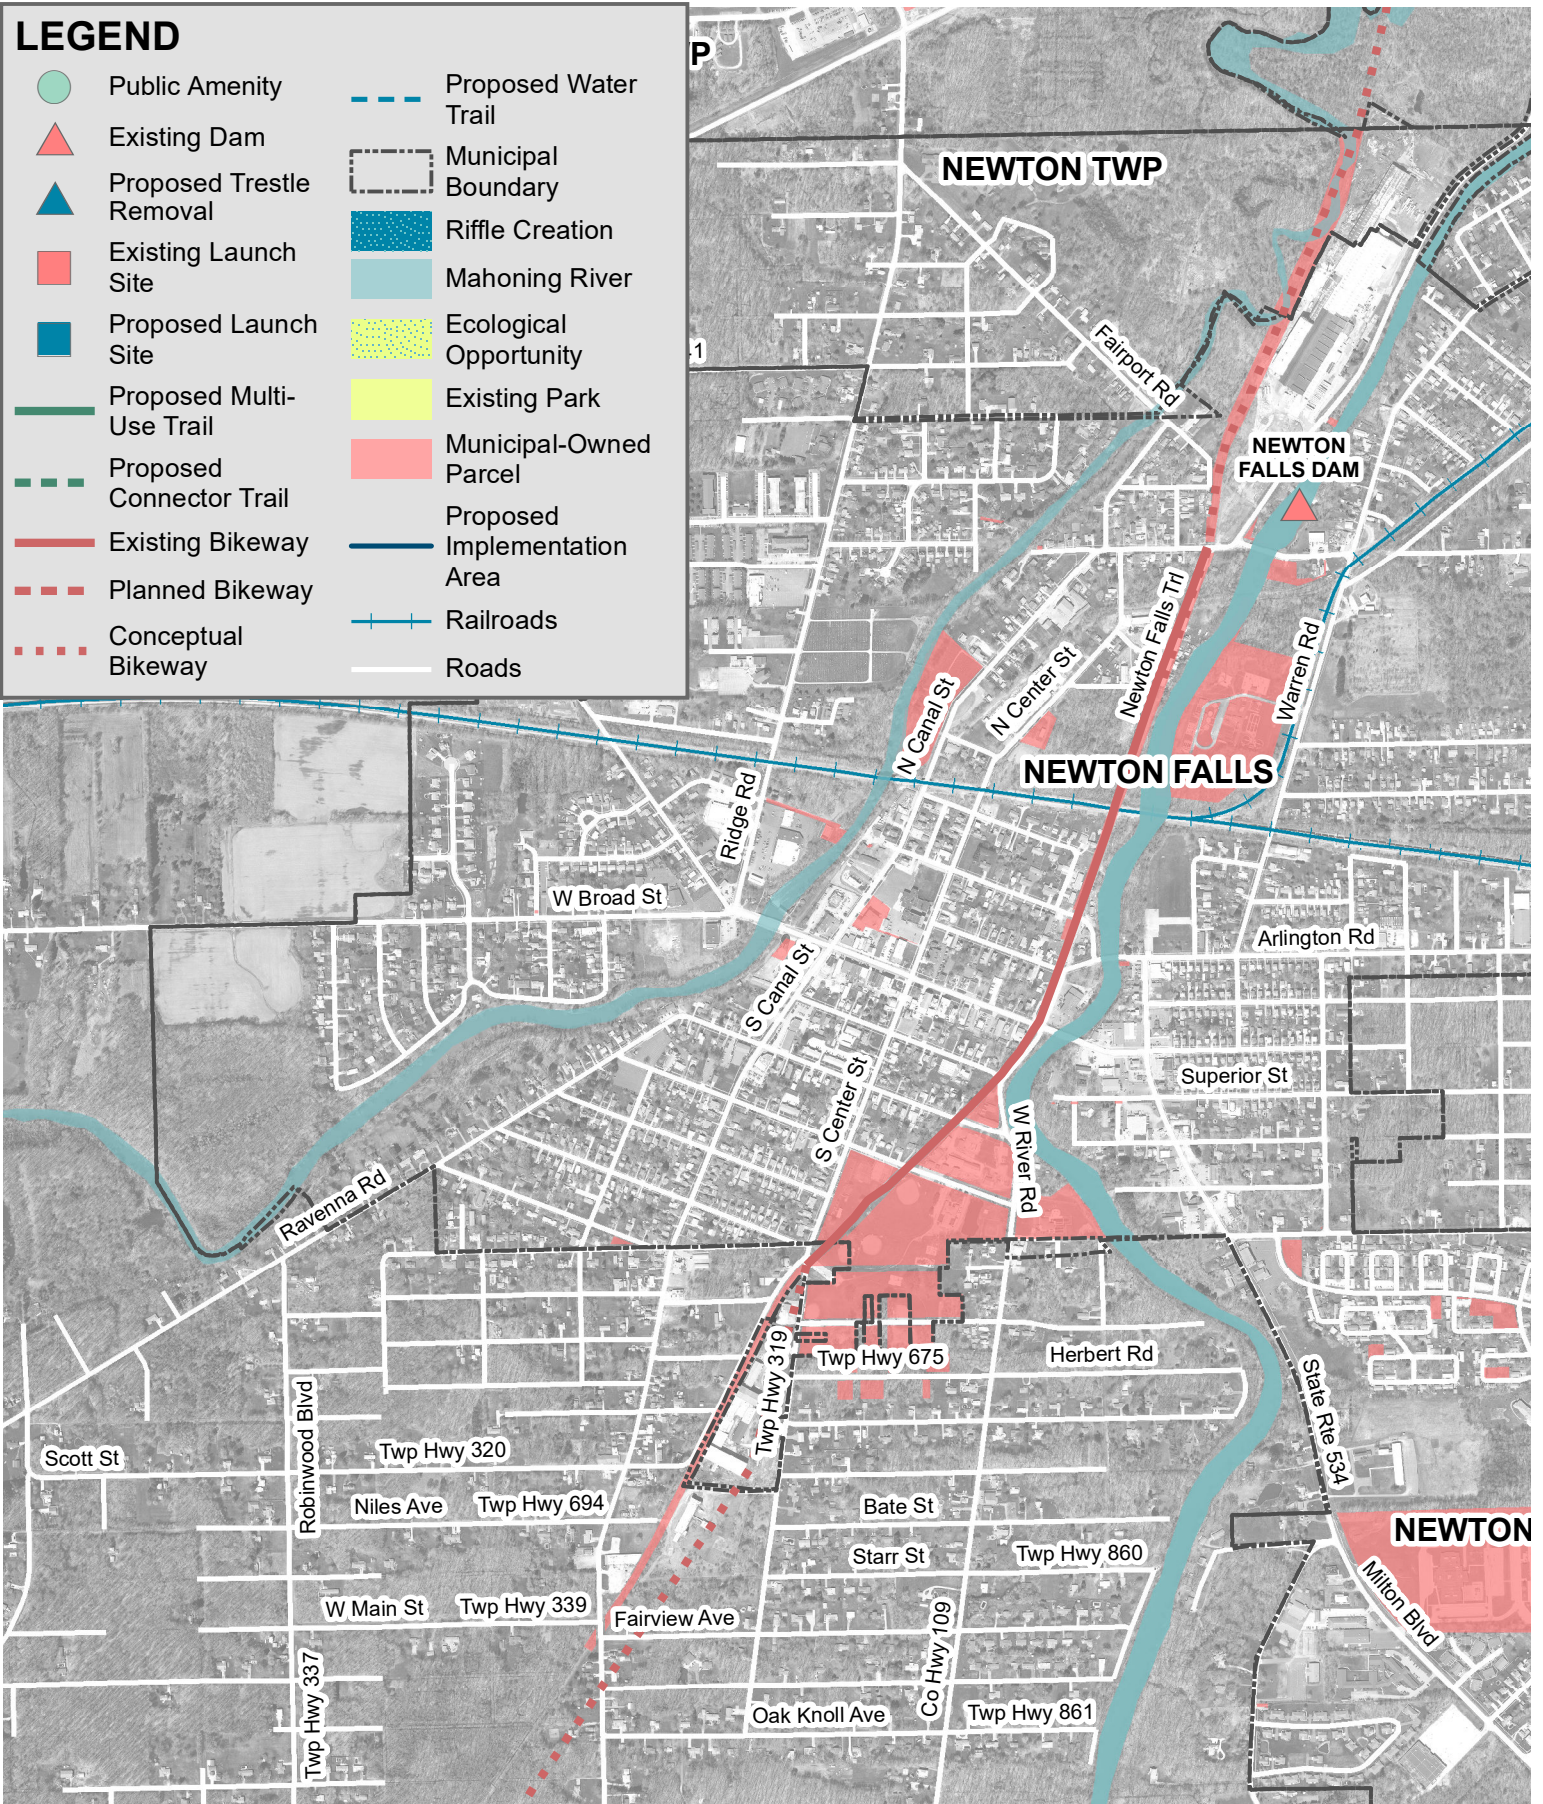 LEGEND
Public Amenity
Existing Dam
Proposed Trestle
Removal
Existing Launch
Site
Proposed Launch
Site
Proposed Multi-
Use Trail
Proposed
Connector Trail
Existing Bikeway
Planned Bikeway
Conceptual
Bikeway
Proposed Water
Trail
Municipal
Boundary
Riffle Creation
Mahoning River
Ecological
Opportunity
Existing Park
Municipal-Owned
Parcel
Proposed
Implementation
Area
Railroads
Roads
P
NEWTON TWP
1
Fairport Rd
NEWTON
FALLS DAM
Newton Falls Trl
Warren Rd
N Canal St
N Center St
NEWTON FALLS
Ridge Rd
W Broad St
Arlington Rd
S Canal St
Superior St
S Center St
W River Rd
Ravenna Rd
Twp Hwy 319
Twp Hwy 675
Herbert Rd
State Rte 534
Robinwood Blvd
Scott St
Twp Hwy 320
Niles Ave
Twp Hwy 694
Bate St
NEWTON
Starr St
Twp Hwy 860
Milton Blvd
W Main St
Twp Hwy 339
Fairview Ave
Co Hwy 109
Twp Hwy 337
Oak Knoll Ave
Twp Hwy 861